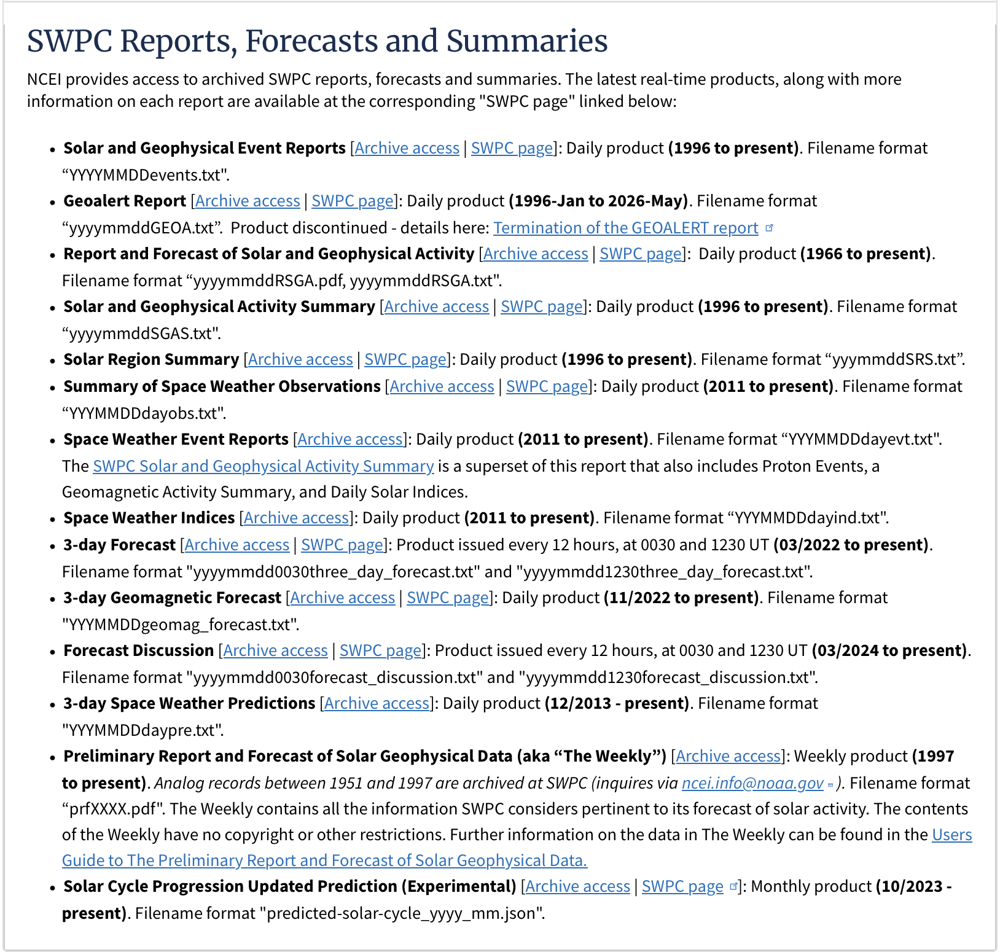 SWPC Reports, Forecasts and Summaries
NCEI provides access to archived SWPC reports, forecasts and summaries. The latest real-time products, along with more
information on each report are available at the corresponding "SWPC page" linked below:
• Solar and Geophysical Event Reports [Archive access | SWPC page]: Daily product (1996 to present). Filename format
“YYYYMMDDevents.txt".
• Geoalert Report [Archive access | SWPC page]: Daily product (1996-Jan to 2026-May). Filename format
“yyyymmddGEOA.txt”.  Product discontinued - details here: Termination of the GEOALERT report
• Report and Forecast of Solar and Geophysical Activity [Archive access | SWPC page]:  Daily product (1966 to present).
Filename format “yyyymmddRSGA.pdf, yyyymmddRSGA.txt".
• Solar and Geophysical Activity Summary [Archive access | SWPC page]: Daily product (1996 to present). Filename format
“yyyymmddSGAS.txt".
• Solar Region Summary [Archive access | SWPC page]: Daily product (1996 to present). Filename format “yyymmddSRS.txt”.
• Summary of Space Weather Observations [Archive access | SWPC page]: Daily product (2011 to present). Filename format
“YYYMMDDdayobs.txt".
• Space Weather Event Reports [Archive access]: Daily product (2011 to present). Filename format “YYYMMDDdayevt.txt".
The SWPC Solar and Geophysical Activity Summary is a superset of this report that also includes Proton Events, a
Geomagnetic Activity Summary, and Daily Solar Indices.
• Space Weather Indices [Archive access]: Daily product (2011 to present). Filename format “YYYMMDDdayind.txt".
• 3-day Forecast [Archive access | SWPC page]: Product issued every 12 hours, at 0030 and 1230 UT (03/2022 to present).
Filename format "yyyymmdd0030three_day_forecast.txt" and "yyyymmdd1230three_day_forecast.txt".
• 3-day Geomagnetic Forecast [Archive access | SWPC page]: Daily product (11/2022 to present). Filename format
"YYYMMDDgeomag_forecast.txt".
• Forecast Discussion [Archive access | SWPC page]: Product issued every 12 hours, at 0030 and 1230 UT (03/2024 to present).
Filename format "yyyymmdd0030forecast_discussion.txt" and "yyyymmdd1230forecast_discussion.txt".
• 3-day Space Weather Predictions [Archive access]: Daily product (12/2013 - present). Filename format
"YYYMMDDdaypre.txt".
• Preliminary Report and Forecast of Solar Geophysical Data (aka “The Weekly”) [Archive access]: Weekly product (1997
to present). Analog records between 1951 and 1997 are archived at SWPC (inquires via ncei.info@noaa.gov ). Filename format
“prfXXXX.pdf". The Weekly contains all the information SWPC considers pertinent to its forecast of solar activity. The contents
of the Weekly have no copyright or other restrictions. Further information on the data in The Weekly can be found in the Users
Guide to The Preliminary Report and Forecast of Solar Geophysical Data.
• Solar Cycle Progression Updated Prediction (Experimental) [Archive access | SWPC page ]: Monthly product (10/2023 -
present). Filename format "predicted-solar-cycle_yyyy_mm.json".